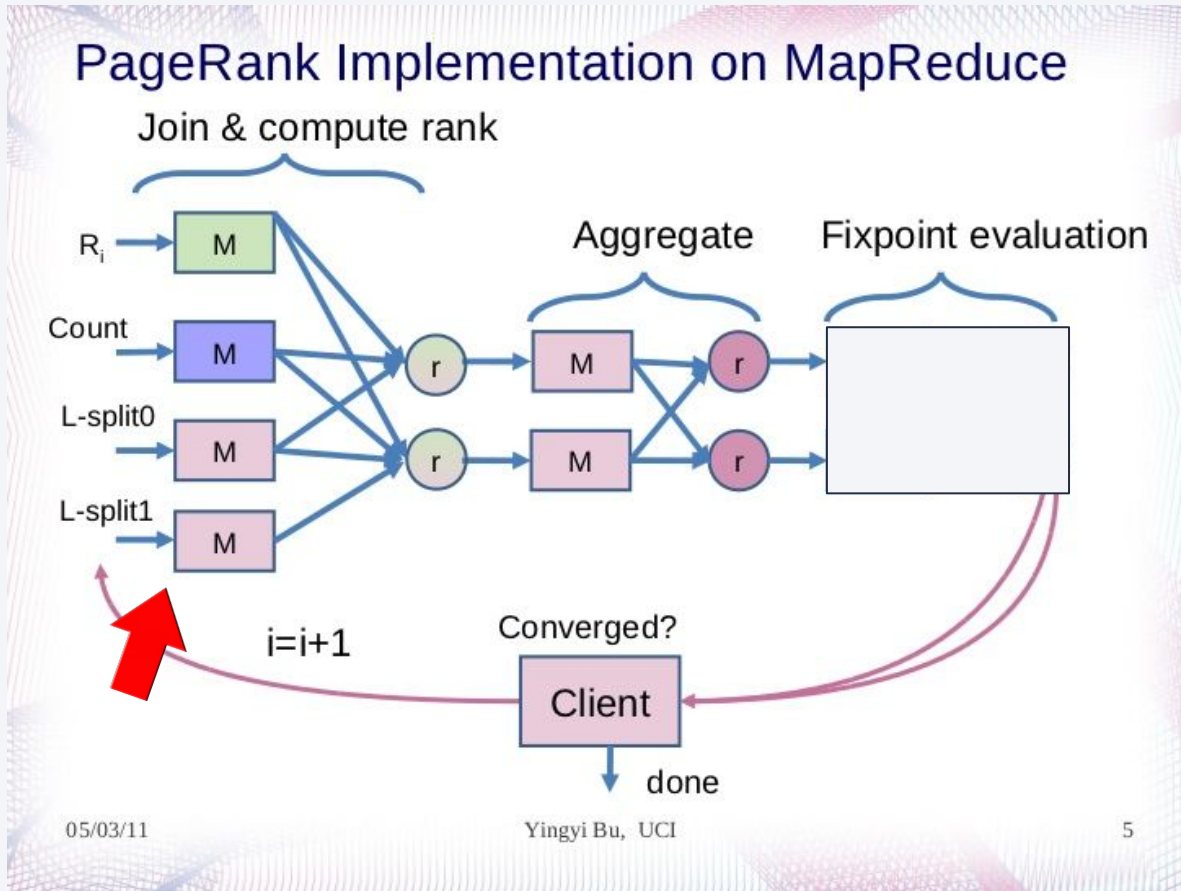 PageRank Implementation on MapReduce
Join & compute rank
Aggregate
Fixpoint evaluation
Ri
M
Count
M
r
M
r
L-split0
M
r
M
r
L-split1
M
i=i+1
Converged?
Client
done
05/03/11
Yingyi Bu, UCI
5